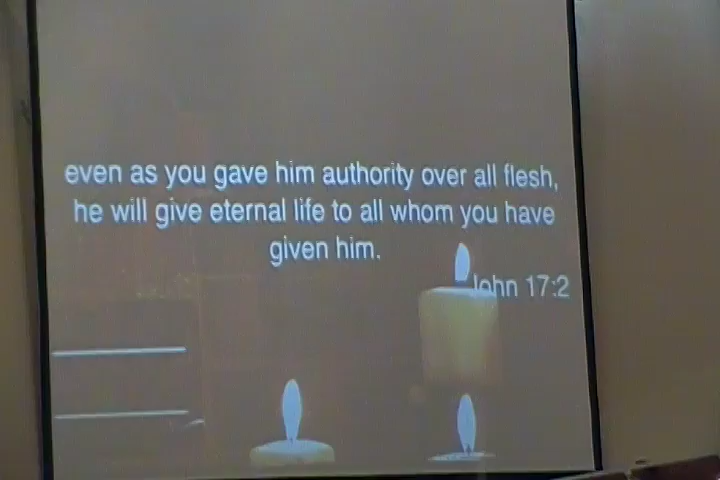 even as you gave him authority over all flesh,
he will give eternal life to all whom you have
given him.
John 17:2